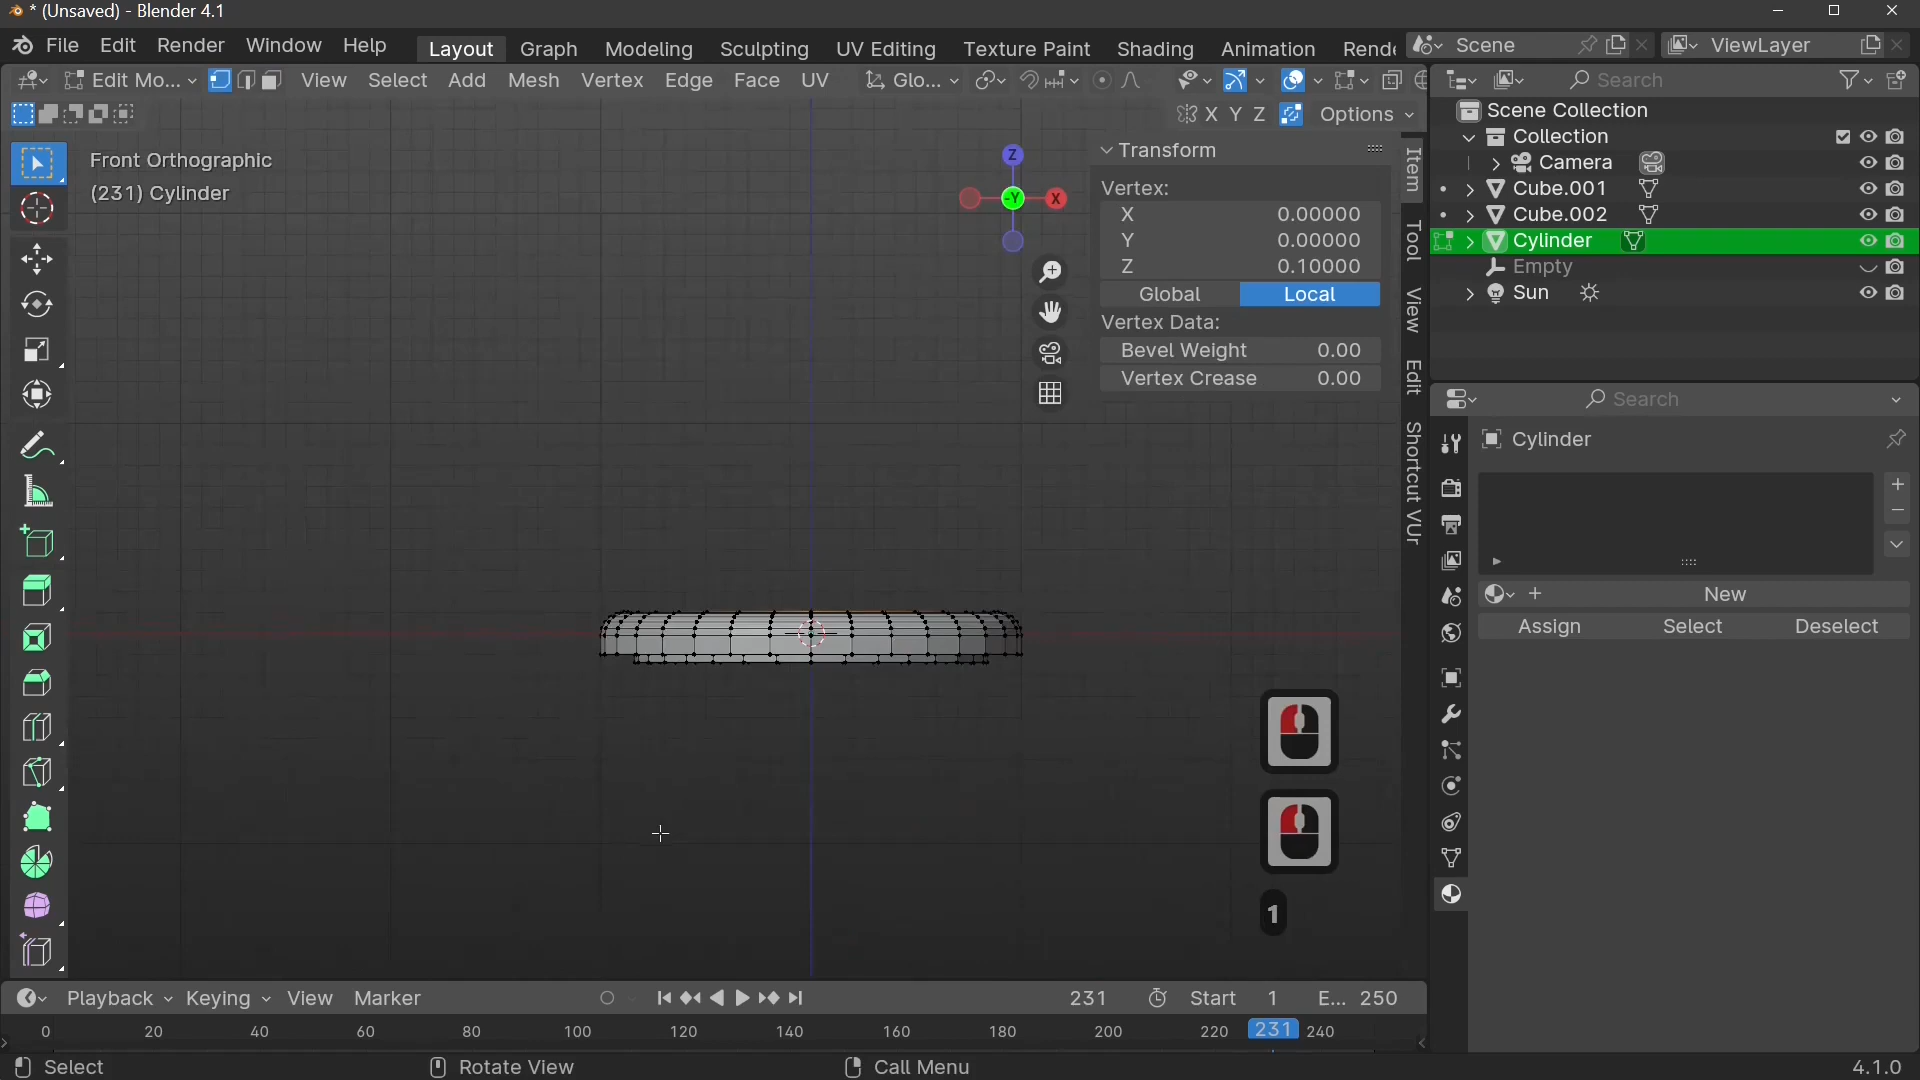 * (Unsaved) - Blender 4.1
File Edit Render Window Help
Layout Graph Modeling Sculpting UV Editing Texture Paint Shading Animation Rende
Scene
ViewLayer
Edit Mo...
View Select Add Mesh Vertex Edge Face UV
Glo...
Search
X Y Z
Options
Front Orthographic
(231) Cylinder
Z
-Y
X
Transform
Vertex:
X 0.00000
Y 0.00000
Z 0.10000
Global Local
Vertex Data:
Bevel Weight 0.00
Vertex Crease 0.00
Item
Tool
View
Edit
Shortcut VUr
Scene Collection
Collection
Camera
Cube.001
Cube.002
Cylinder
Empty
Sun
Search
Cylinder
New
Assign Select Deselect
1
Playback Keying View Marker
231
Start 1
E... 250
0 20 40 60 80 100 120 140 160 180 200 220 231 240
Select
Rotate View
Call Menu
4.1.0